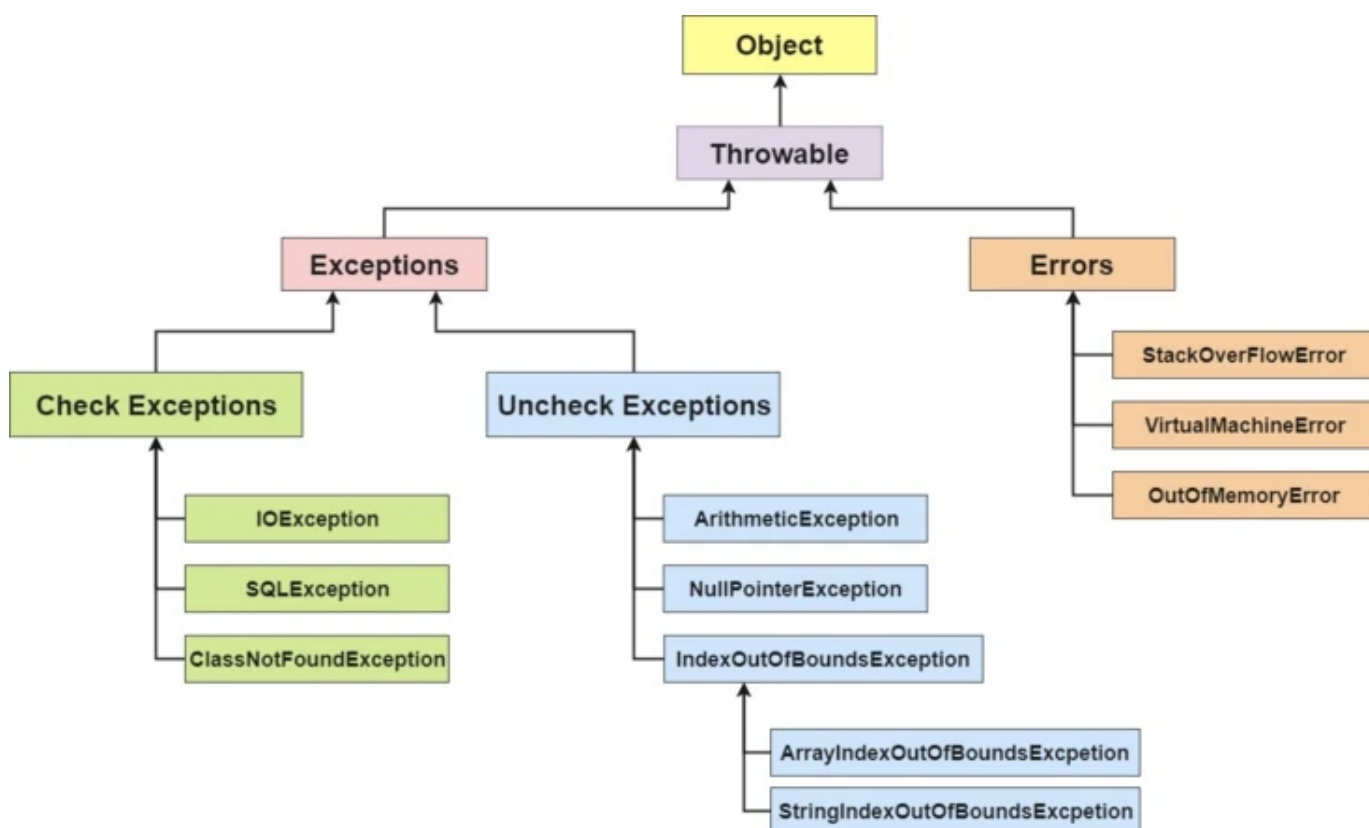 Object
Throwable
Exceptions
Errors
Check Exceptions
Uncheck Exceptions
StackOverFlowError
VirtualMachineError
OutOfMemoryError
IOException
SQLException
ClassNotFoundException
ArithmeticException
NullPointerException
IndexOutOfBoundsException
ArrayIndexOutOfBoundsExcpetion
StringIndexOutOfBoundsExcpetion